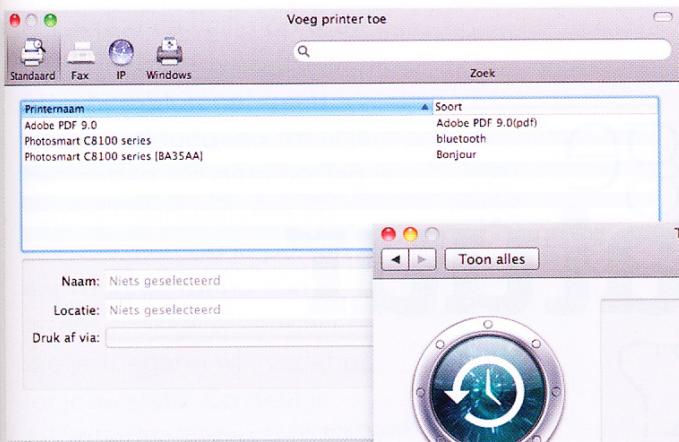 Voeg printer toe
Standaard Fax IP Windows Zoek
Printernaam Soort
Adobe PDF 9.0 Adobe PDF 9.0(pdf)
Photosmart C8100 series bluetooth
Photosmart C8100 series [BA35AA] Bonjour
Naam: Niets geselecteerd
Locatie: Niets geselecteerd
Druk af via:
Toon alles